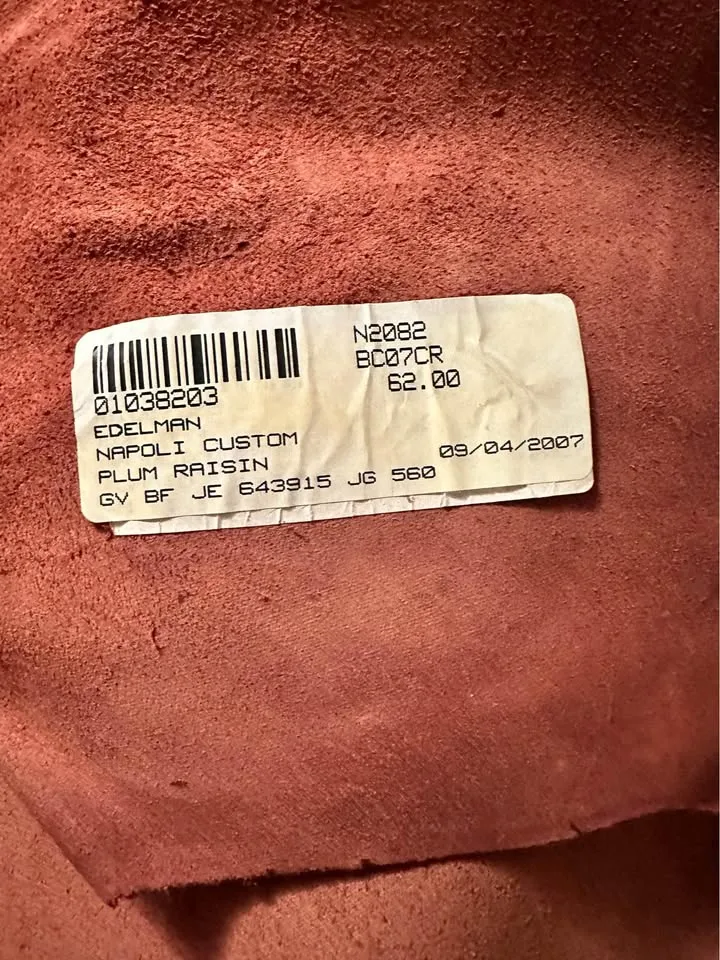 N2082
BC07CR
62.00
01038203
EDELMAN
NAPOLI CUSTOM
PLUM RAISIN 09/04/2007
GV BF JE 643915 JG 560